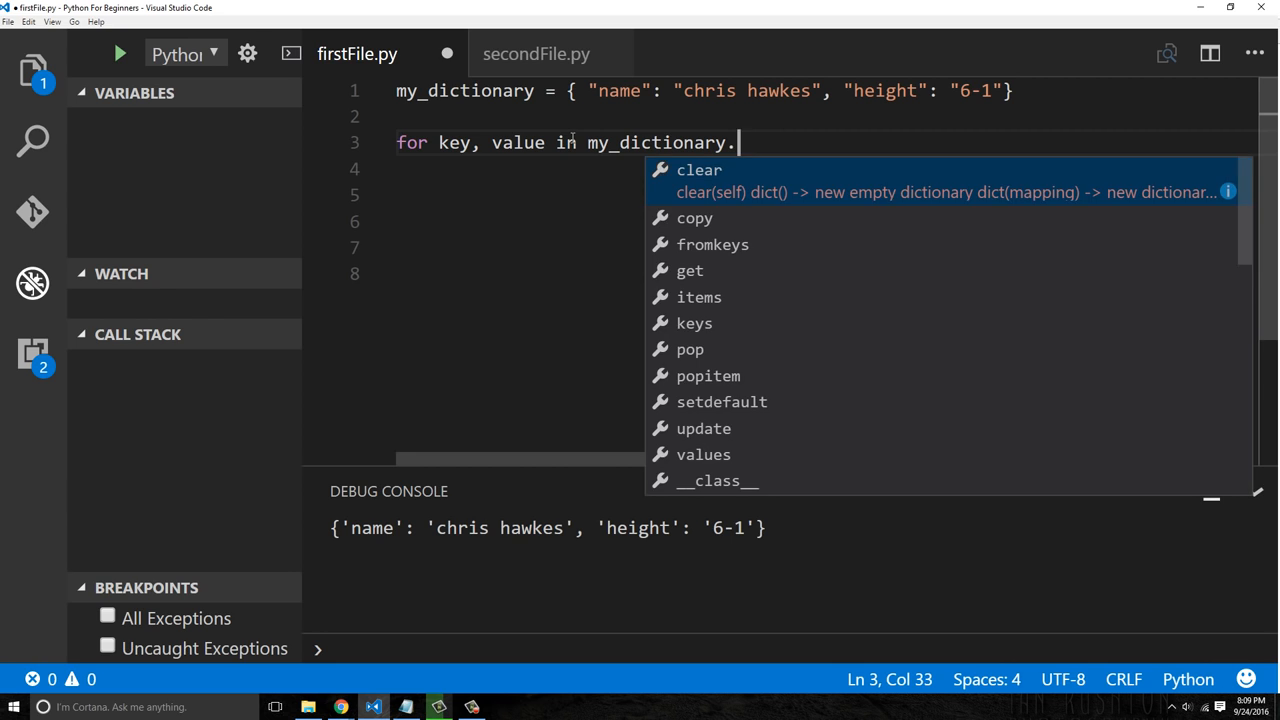 firstFile.py - Python For Beginners - Visual Studio Code
File Edit View Go Help
Python
firstFile.py
secondFile.py
1
VARIABLES
1 my_dictionary = { "name": "chris hawkes", "height": "6-1"}
2
3 for key, value in my_dictionary.
4
5
6
7
8
clear
clear(self) dict() -> new empty dictionary dict(mapping) -> new dictionar...
copy
fromkeys
get
items
keys
pop
popitem
setdefault
update
values
__class__
WATCH
CALL STACK
2
DEBUG CONSOLE
{'name': 'chris hawkes', 'height': '6-1'}
BREAKPOINTS
All Exceptions
Uncaught Exceptions
0 0
Ln 3, Col 33 Spaces: 4 UTF-8 CRLF Python
I'm Cortana. Ask me anything.
8:09 PM
9/24/2016